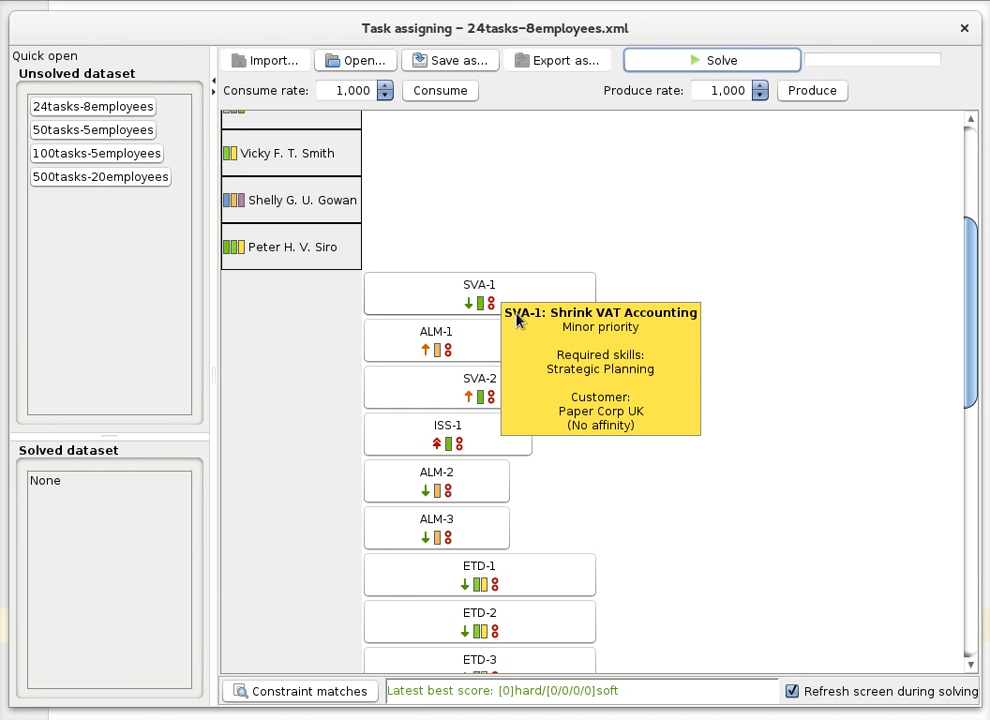 Task assigning – 24tasks-8employees.xml
Quick open
Unsolved dataset
24tasks-8employees
50tasks-5employees
100tasks-5employees
500tasks-20employees
Solved dataset
None
Import...
Open...
Save as...
Export as...
Solve
Consume rate: 1,000 Consume
Produce rate: 1,000 Produce
Vicky F. T. Smith
Shelly G. U. Gowan
Peter H. V. Siro
SVA-1
ALM-1
SVA-2
ISS-1
ALM-2
ALM-3
ETD-1
ETD-2
ETD-3
SVA-1: Shrink VAT Accounting
Minor priority
Required skills:
Strategic Planning
Customer:
Paper Corp UK
(No affinity)
Constraint matches
Latest best score: [0]hard/[0/0/0/0]soft
Refresh screen during solving